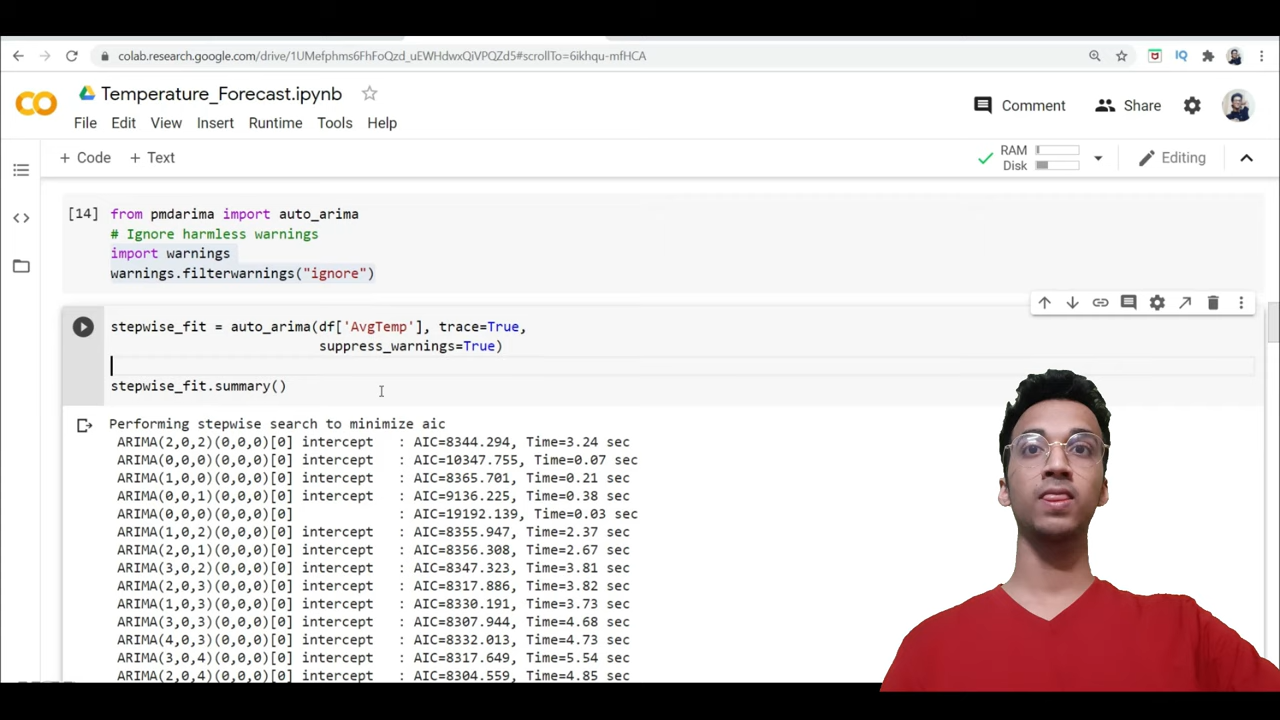 colab.research.google.com/drive/1UMefphms6FhFoQzd_uEWHdwxQiVPQZd5#scrollTo=6ikhqu-mfHCA
Temperature_Forecast.ipynb
Comment
Share
File Edit View Insert Runtime Tools Help
+ Code + Text
RAM
Disk
Editing
[14] from pmdarima import auto_arima
# Ignore harmless warnings
import warnings
warnings.filterwarnings("ignore")
stepwise_fit = auto_arima(df['AvgTemp'], trace=True,
suppress_warnings=True)
stepwise_fit.summary()
Performing stepwise search to minimize aic
ARIMA(2,0,2)(0,0,0)[0] intercept : AIC=8344.294, Time=3.24 sec
ARIMA(0,0,0)(0,0,0)[0] intercept : AIC=10347.755, Time=0.07 sec
ARIMA(1,0,0)(0,0,0)[0] intercept : AIC=8365.701, Time=0.21 sec
ARIMA(0,0,1)(0,0,0)[0] intercept : AIC=9136.225, Time=0.38 sec
ARIMA(0,0,0)(0,0,0)[0] : AIC=19192.139, Time=0.03 sec
ARIMA(1,0,2)(0,0,0)[0] intercept : AIC=8355.947, Time=2.37 sec
ARIMA(2,0,1)(0,0,0)[0] intercept : AIC=8356.308, Time=2.67 sec
ARIMA(3,0,2)(0,0,0)[0] intercept : AIC=8347.323, Time=3.81 sec
ARIMA(2,0,3)(0,0,0)[0] intercept : AIC=8317.886, Time=3.82 sec
ARIMA(1,0,3)(0,0,0)[0] intercept : AIC=8330.191, Time=3.73 sec
ARIMA(3,0,3)(0,0,0)[0] intercept : AIC=8307.944, Time=4.68 sec
ARIMA(4,0,3)(0,0,0)[0] intercept : AIC=8332.013, Time=4.73 sec
ARIMA(3,0,4)(0,0,0)[0] intercept : AIC=8317.649, Time=5.54 sec
ARIMA(2,0,4)(0,0,0)[0] intercept : AIC=8304.559, Time=4.85 sec